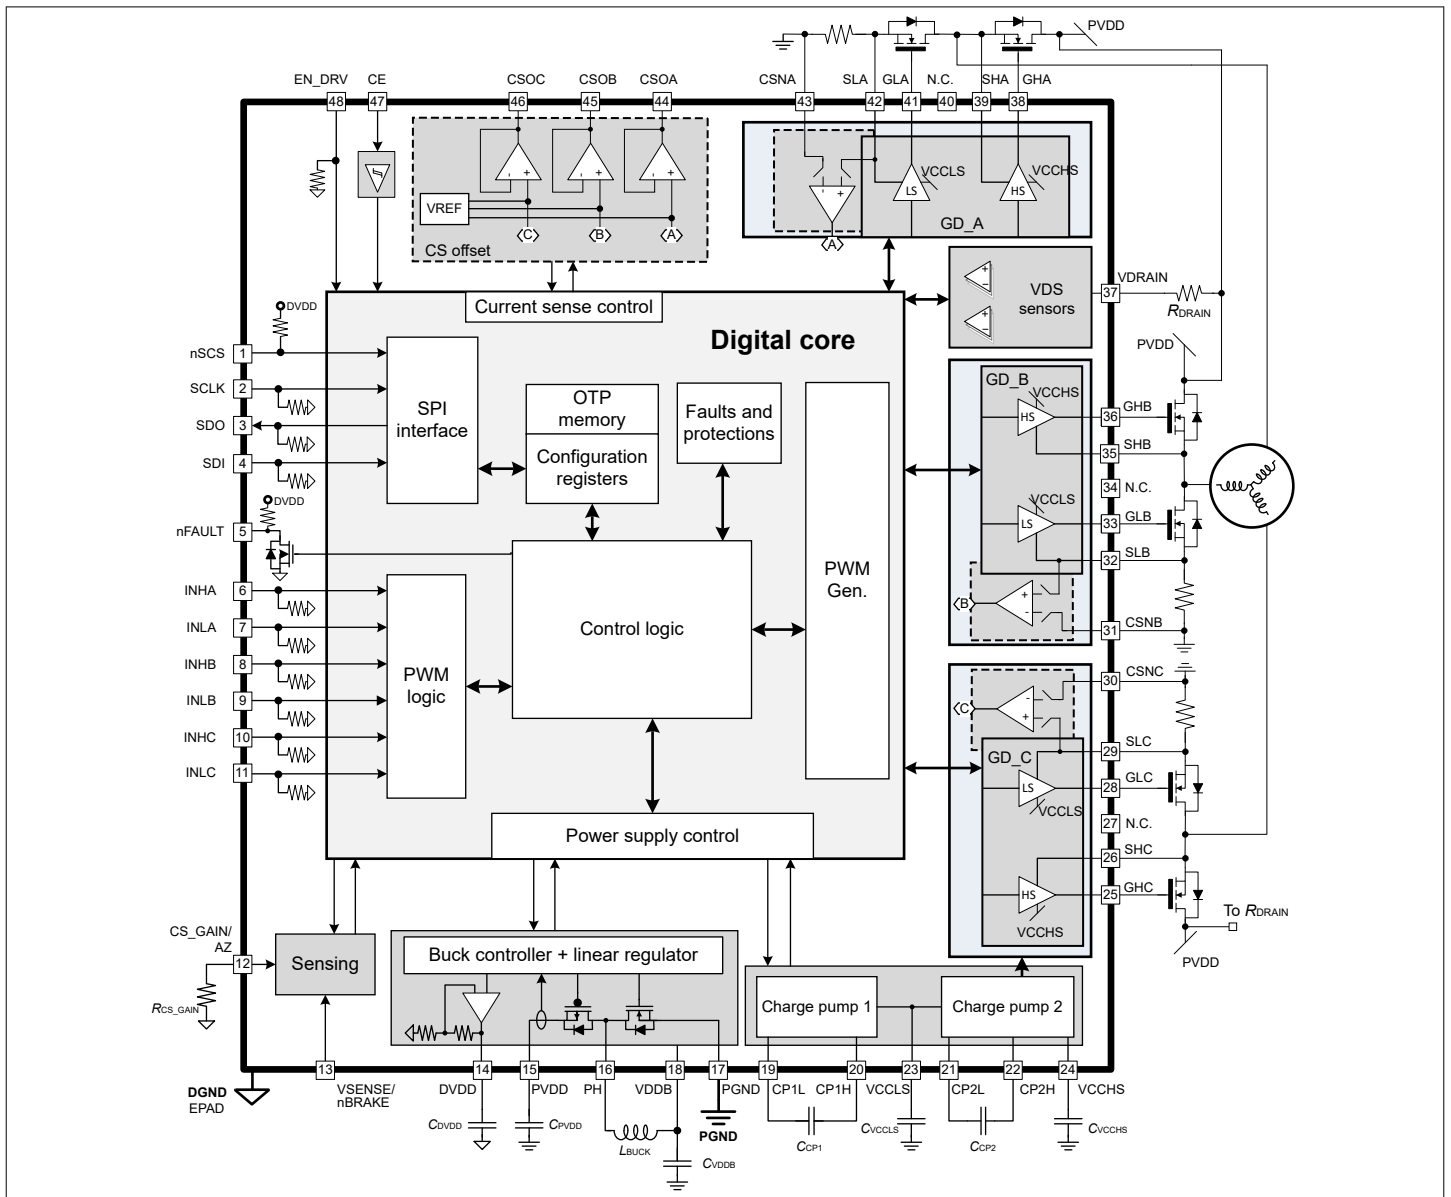 PVDD
EN_DRV CE CSOC CSOB CSOA CSNA SLA GLA N.C. SHA GHA
48 47 46 45 44 43 42 41 40 39 38
VREF
CS offset
C B A
- + - + - +
- +
A
LS
VCCLS
HS
VCCHS
GD_A
VDS
sensors
+ -
+ -
37 VDRAIN
RDRAIN
PVDD
Current sense control
Digital core
DVDD
nSCS 1
SCLK 2
SDO 3
SDI 4
DVDD
nFAULT 5
INHA 6
INLA 7
INHB 8
INLB 9
INHC 10
INLC 11
SPI
interface
OTP
memory
Configuration
registers
Faults and
protections
PWM
logic
Control logic
PWM
Gen.
Power supply control
GD_B
VCCHS
HS
VCCLS
LS
B
+
-
36 GHB
35 SHB
34 N.C.
33 GLB
32 SLB
31 CSNB
30 CSNC
C
-
+
GD_C
LS
VCCLS
HS
VCCHS
29 SLC
28 GLC
27 N.C.
26 SHC
25 GHC
To RDRAIN
PVDD
CS_GAIN/
AZ
12
RCS_GAIN
Sensing
Buck controller + linear regulator
Charge pump 1
Charge pump 2
13 14 15 16 18 17 19 20 23 21 22 24
DGND
EPAD
VSENSE/
nBRAKE
DVDD PVDD PH VDDB PGND CP1L CP1H VCCLS CP2L CP2H VCCHS
CDVDD
CPVDD
LBUCK
CVDDB
PGND
CCP1
CVCCLS
CCP2
CVCCHS